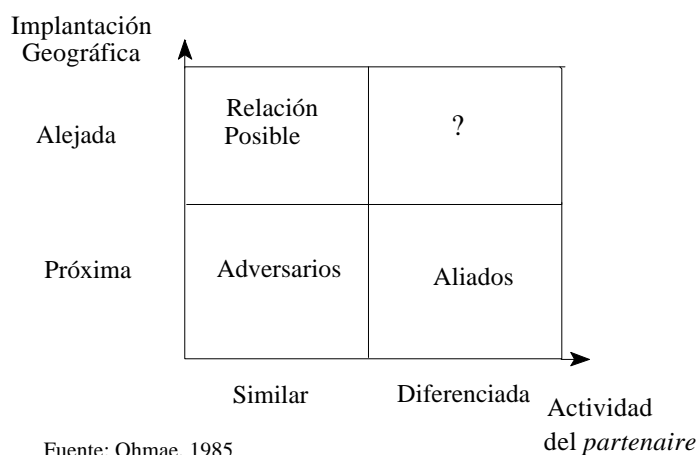 Implantación
Geográfica
Alejada
Relación
Posible
?
Próxima
Adversarios
Aliados
Similar
Diferenciada
Actividad
del partenaire
Fuente: Ohmae, 1985